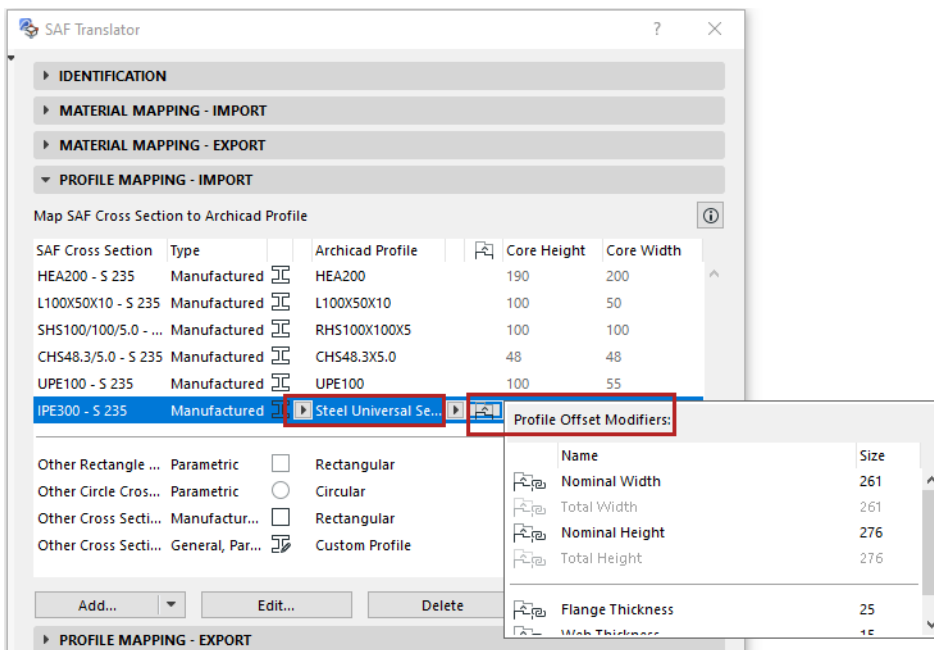 SAF Translator
IDENTIFICATION
MATERIAL MAPPING - IMPORT
MATERIAL MAPPING - EXPORT
PROFILE MAPPING - IMPORT
Map SAF Cross Section to Archicad Profile
SAF Cross Section Type Archicad Profile Core Height Core Width
HEA200 - S 235 Manufactured HEA200 190 200
L100X50X10 - S 235 Manufactured L100X50X10 100 50
SHS100/100/5.0 - ... Manufactured RHS100X100X5 100 100
CHS48.3/5.0 - S 235 Manufactured CHS48.3X5.0 48 48
UPE100 - S 235 Manufactured UPE100 100 55
IPE300 - S 235 Manufactured Steel Universal Se...
Profile Offset Modifiers:
Name Size
Nominal Width 261
Total Width 261
Nominal Height 276
Total Height 276
Flange Thickness 25
Web Thickness 15
Other Rectangle ... Parametric Rectangular
Other Circle Cros... Parametric Circular
Other Cross Secti... Manufactur... Rectangular
Other Cross Secti... General, Par... Custom Profile
Add... Edit... Delete
PROFILE MAPPING - EXPORT